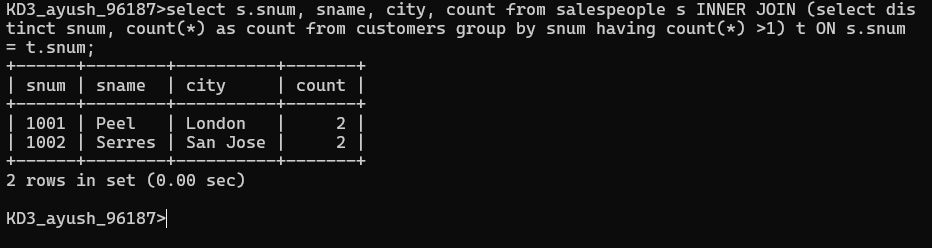 KD3_ayush_96187>select s.snum, sname, city, count from salespeople s INNER JOIN (select dis
tinct snum, count(*) as count from customers group by snum having count(*) >1) t ON s.snum
= t.snum;
+------+--------+----------+-------+
| snum | sname  | city     | count |
+------+--------+----------+-------+
| 1001 | Peel   | London   |     2 |
| 1002 | Serres | San Jose |     2 |
+------+--------+----------+-------+
2 rows in set (0.00 sec)

KD3_ayush_96187>